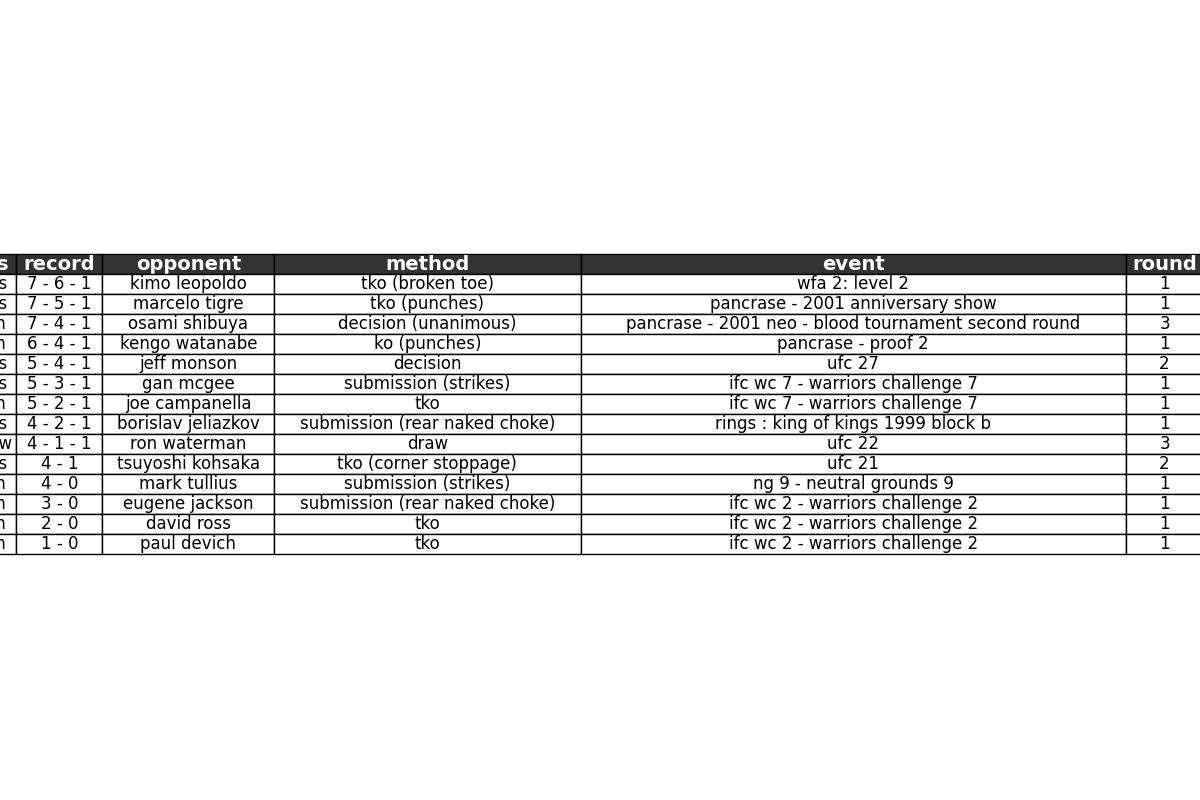 s record opponent method event round
s 7 - 6 - 1 kimo leopoldo tko (broken toe) wfa 2: level 2 1
s 7 - 5 - 1 marcelo tigre tko (punches) pancrase - 2001 anniversary show 1
n 7 - 4 - 1 osami shibuya decision (unanimous) pancrase - 2001 neo - blood tournament second round 3
6 - 4 - 1 kengo watanabe ko (punches) pancrase - proof 2 1
s 5 - 4 - 1 jeff monson decision ufc 27 2
s 5 - 3 - 1 gan mcgee submission (strikes) ifc wc 7 - warriors challenge 7 1
n 5 - 2 - 1 joe campanella tko ifc wc 7 - warriors challenge 7 1
s 4 - 2 - 1 borislav jeliazkov submission (rear naked choke) rings : king of kings 1999 block b 1
w 4 - 1 - 1 ron waterman draw ufc 22 3
s 4 - 1 tsuyoshi kohsaka tko (corner stoppage) ufc 21 2
n 4 - 0 mark tullius submission (strikes) ng 9 - neutral grounds 9 1
n 3 - 0 eugene jackson submission (rear naked choke) ifc wc 2 - warriors challenge 2 1
n 2 - 0 david ross tko ifc wc 2 - warriors challenge 2 1
n 1 - 0 paul devich tko ifc wc 2 - warriors challenge 2 1